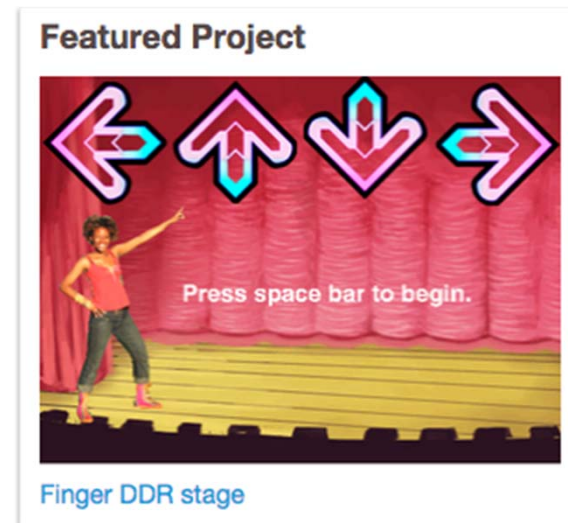 Featured Project
Press space bar to begin.
Finger DDR stage